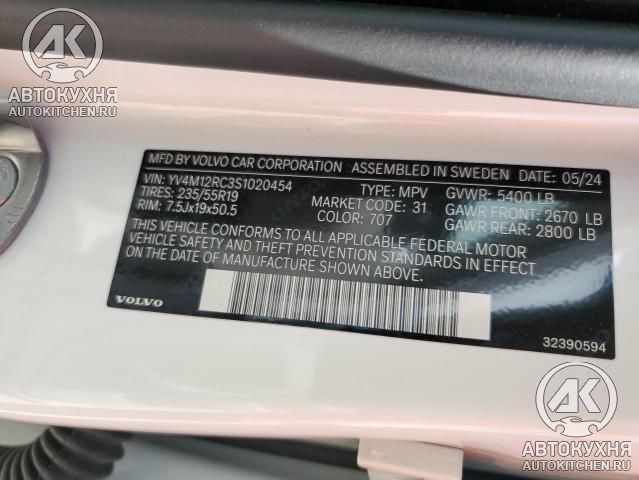 AK
АВТОКУХНЯ
AUTOKITCHEN.RU
MFD BY VOLVO CAR CORPORATION ASSEMBLED IN SWEDEN DATE: 05/24
VIN: YV4M12RC3S1020454 TYPE: MPV GVWR: 5400 LB
TIRES: 235/55R19 MARKET CODE: 31 GAWR FRONT: 2670 LB
RIM: 7.5Jx19x50.5 COLOR: 707 GAWR REAR: 2800 LB
THIS VEHICLE CONFORMS TO ALL APPLICABLE FEDERAL MOTOR
VEHICLE SAFETY AND THEFT PREVENTION STANDARDS IN EFFECT
ON THE DATE OF MANUFACTURE SHOWN ABOVE.
VOLVO
32390594
AK
АВТОКУХНЯ
AUTOKITCHEN.RU